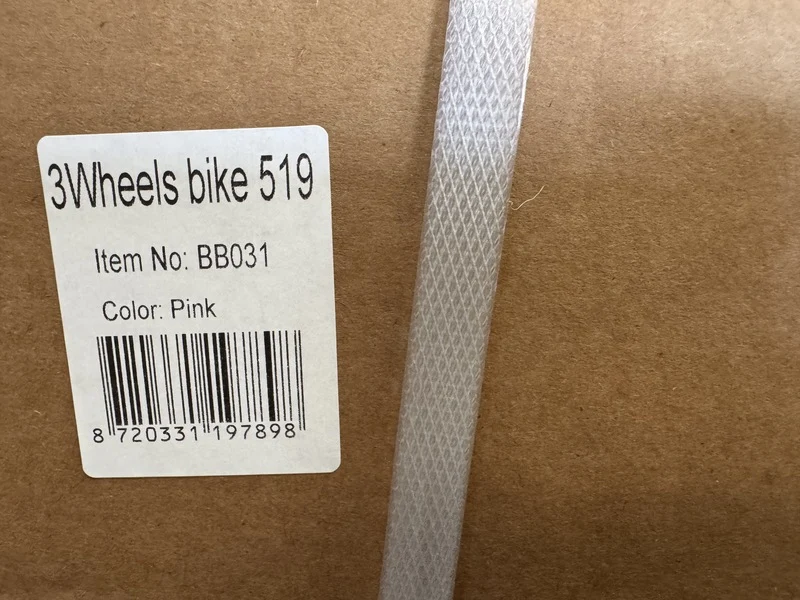 3Wheels bike 519
Item No: BB031
Color: Pink
8 720331 197898